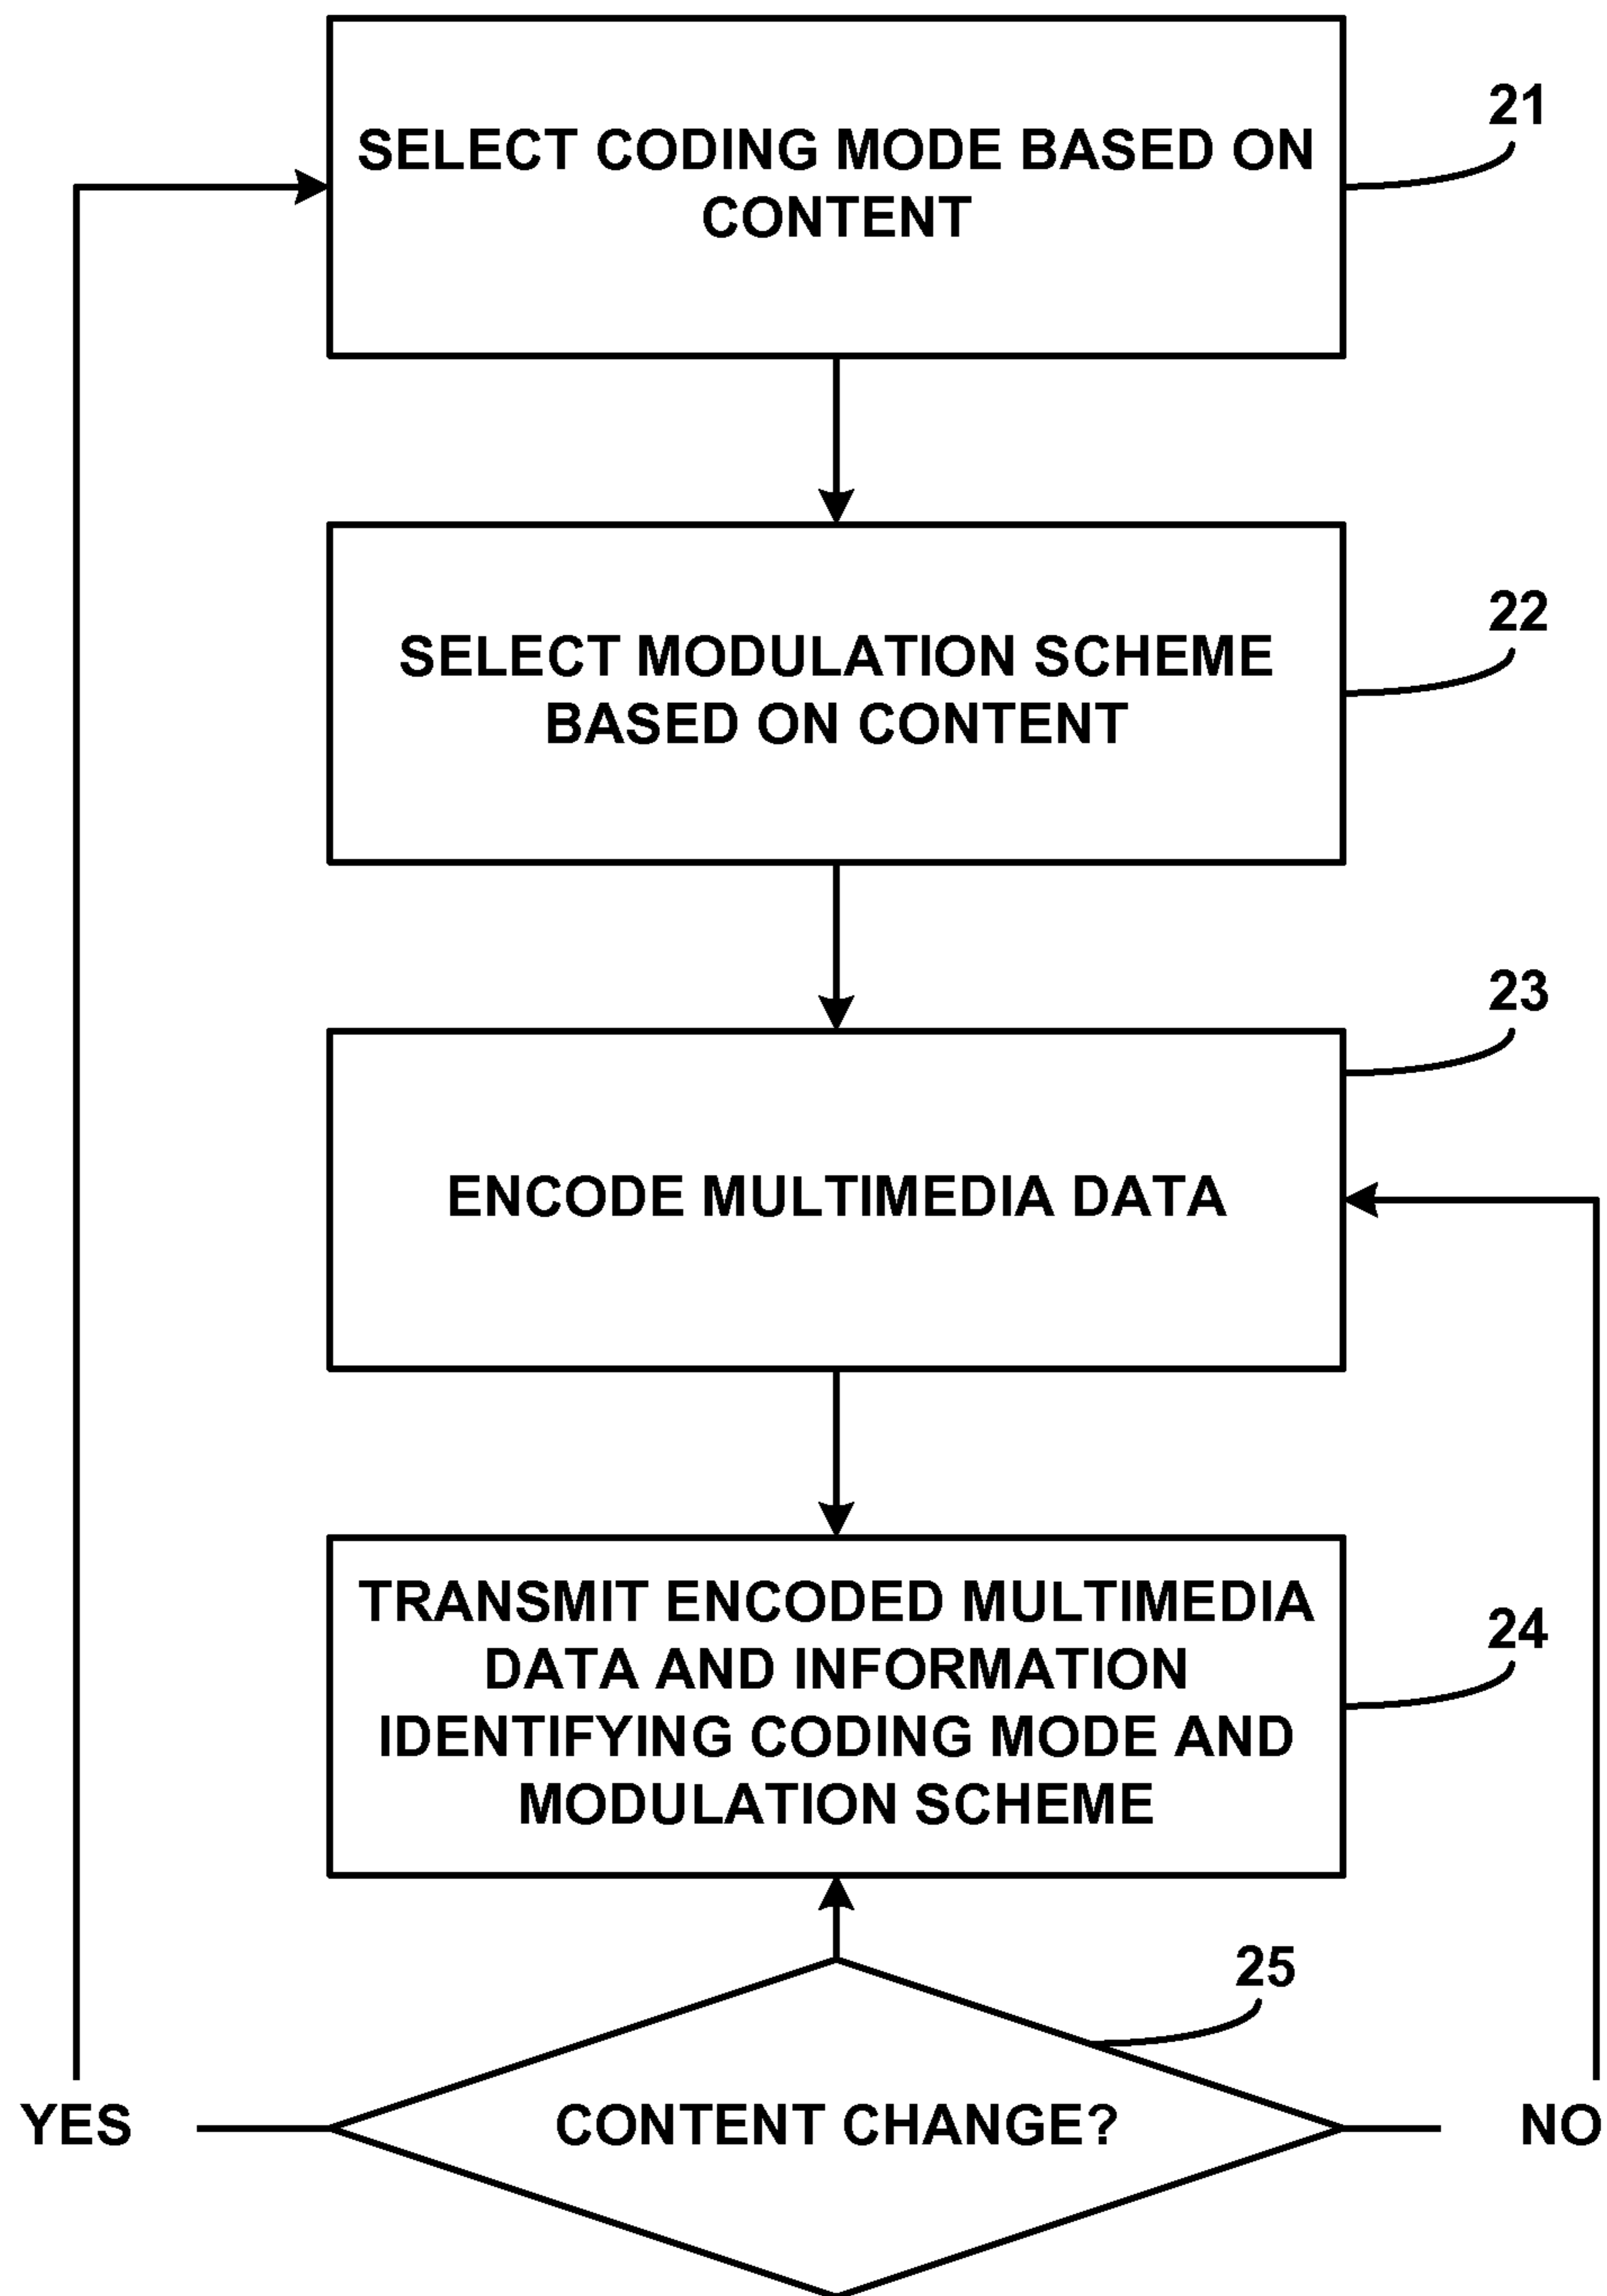 21
SELECT CODING MODE BASED ON
CONTENT
22
SELECT MODULATION SCHEME
BASED ON CONTENT
23
ENCODE MULTIMEDIA DATA
24
TRANSMIT ENCODED MULTIMEDIA
DATA AND INFORMATION
IDENTIFYING CODING MODE AND
MODULATION SCHEME
25
YES
CONTENT CHANGE?
NO